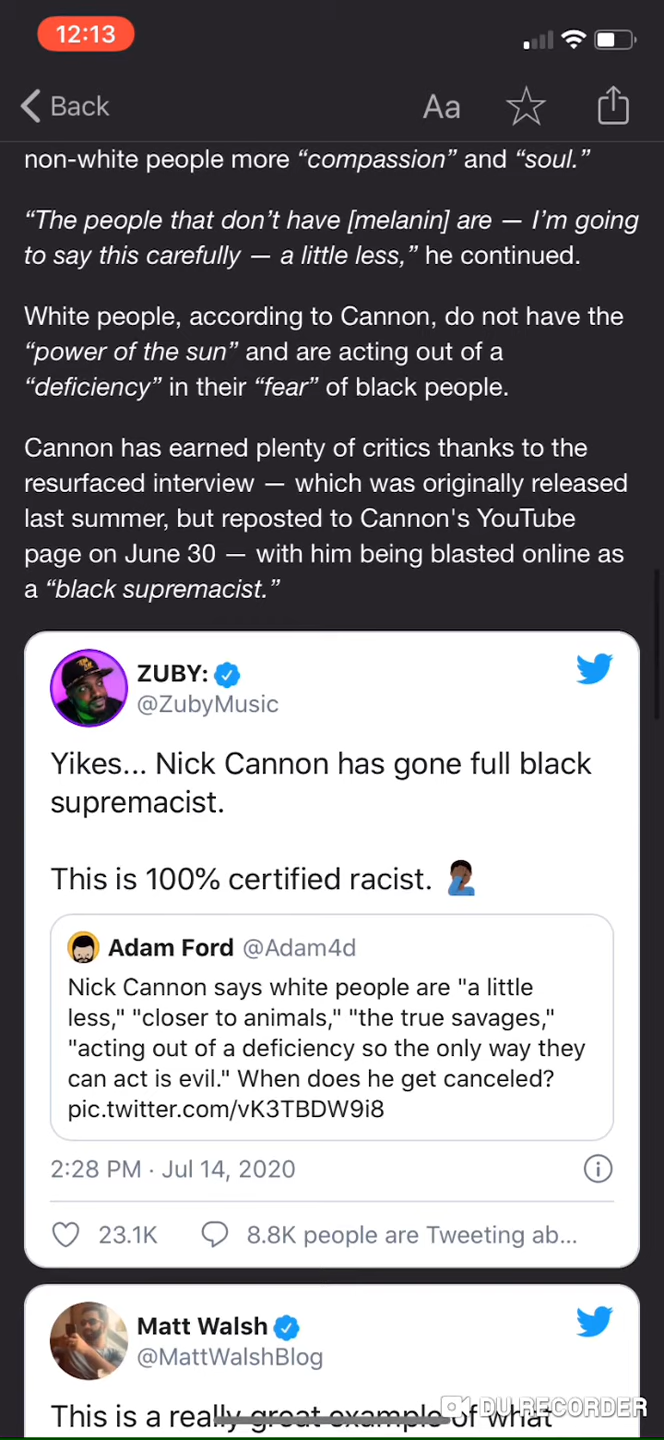 12:13
Back
Aa
non-white people more “compassion” and “soul.”
“The people that don’t have [melanin] are — I’m going
to say this carefully — a little less,” he continued.
White people, according to Cannon, do not have the
“power of the sun” and are acting out of a
“deficiency” in their “fear” of black people.
Cannon has earned plenty of critics thanks to the
resurfaced interview — which was originally released
last summer, but reposted to Cannon's YouTube
page on June 30 — with him being blasted online as
a “black supremacist.”
ZUBY:
@ZubyMusic
Yikes... Nick Cannon has gone full black
supremacist.
This is 100% certified racist. 🤦🏾‍♂️
Adam Ford @Adam4d
Nick Cannon says white people are "a little
less," "closer to animals," "the true savages,"
"acting out of a deficiency so the only way they
can act is evil." When does he get canceled?
pic.twitter.com/vK3TBDW9i8
2:28 PM · Jul 14, 2020
23.1K
8.8K people are Tweeting ab...
Matt Walsh
@MattWalshBlog
This is a really great example of what
DU RECORDER